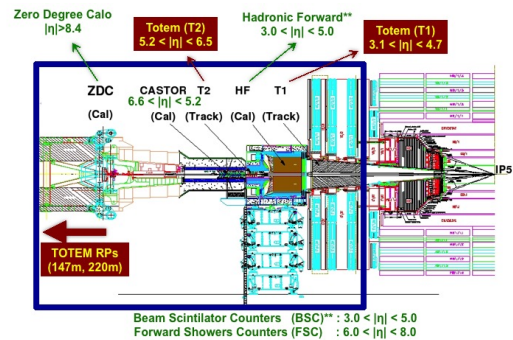 Zero Degree Calo
|η|>8.4
Totem (T2)
5.2 < |η| < 6.5
Hadronic Forward**
3.0 < |η| < 5.0
Totem (T1)
3.1 < |η| < 4.7
ZDC
(Cal)
CASTOR
6.6 < |η| < 5.2
(Cal)
T2
(Track)
HF
(Cal)
T1
(Track)
IP5
TOTEM RPs
(147m, 220m)
Beam Scintilator Counters (BSC)** : 3.0 < |η| < 5.0
Forward Showers Counters (FSC) : 6.0 < |η| < 8.0